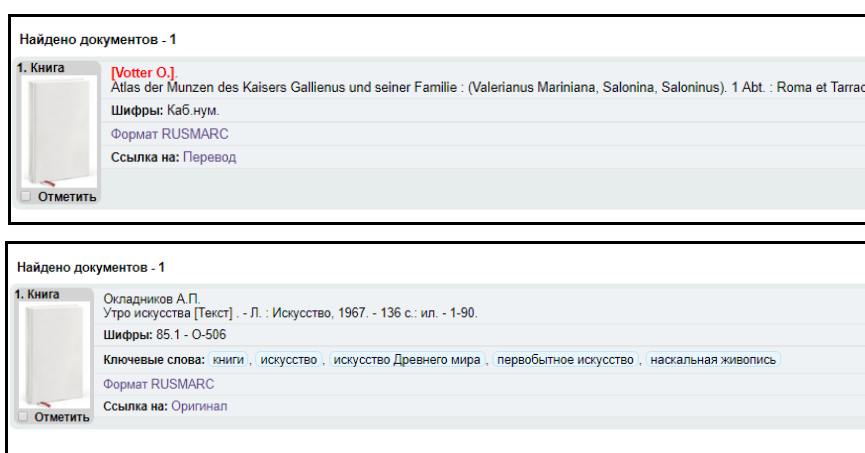 Найдено документов - 1
1. Книга
[Votter O.].
Atlas der Munzen des Kaisers Gallienus und seiner Familie : (Valerianus Mariniana, Salonina, Saloninus). 1 Abt. : Roma et Tarrac
Шифры: Каб.нум.
Формат RUSMARC
Ссылка на: Перевод
Отметить
Найдено документов - 1
1. Книга
Окладников А.П.
Утро искусства [Текст] . - Л. : Искусство, 1967. - 136 с.: ил. - 1-90.
Шифры: 85.1 - О-506
Ключевые слова: книги , искусство , искусство Древнего мира , первобытное искусство , наскальная живопись
Формат RUSMARC
Ссылка на: Оригинал
Отметить